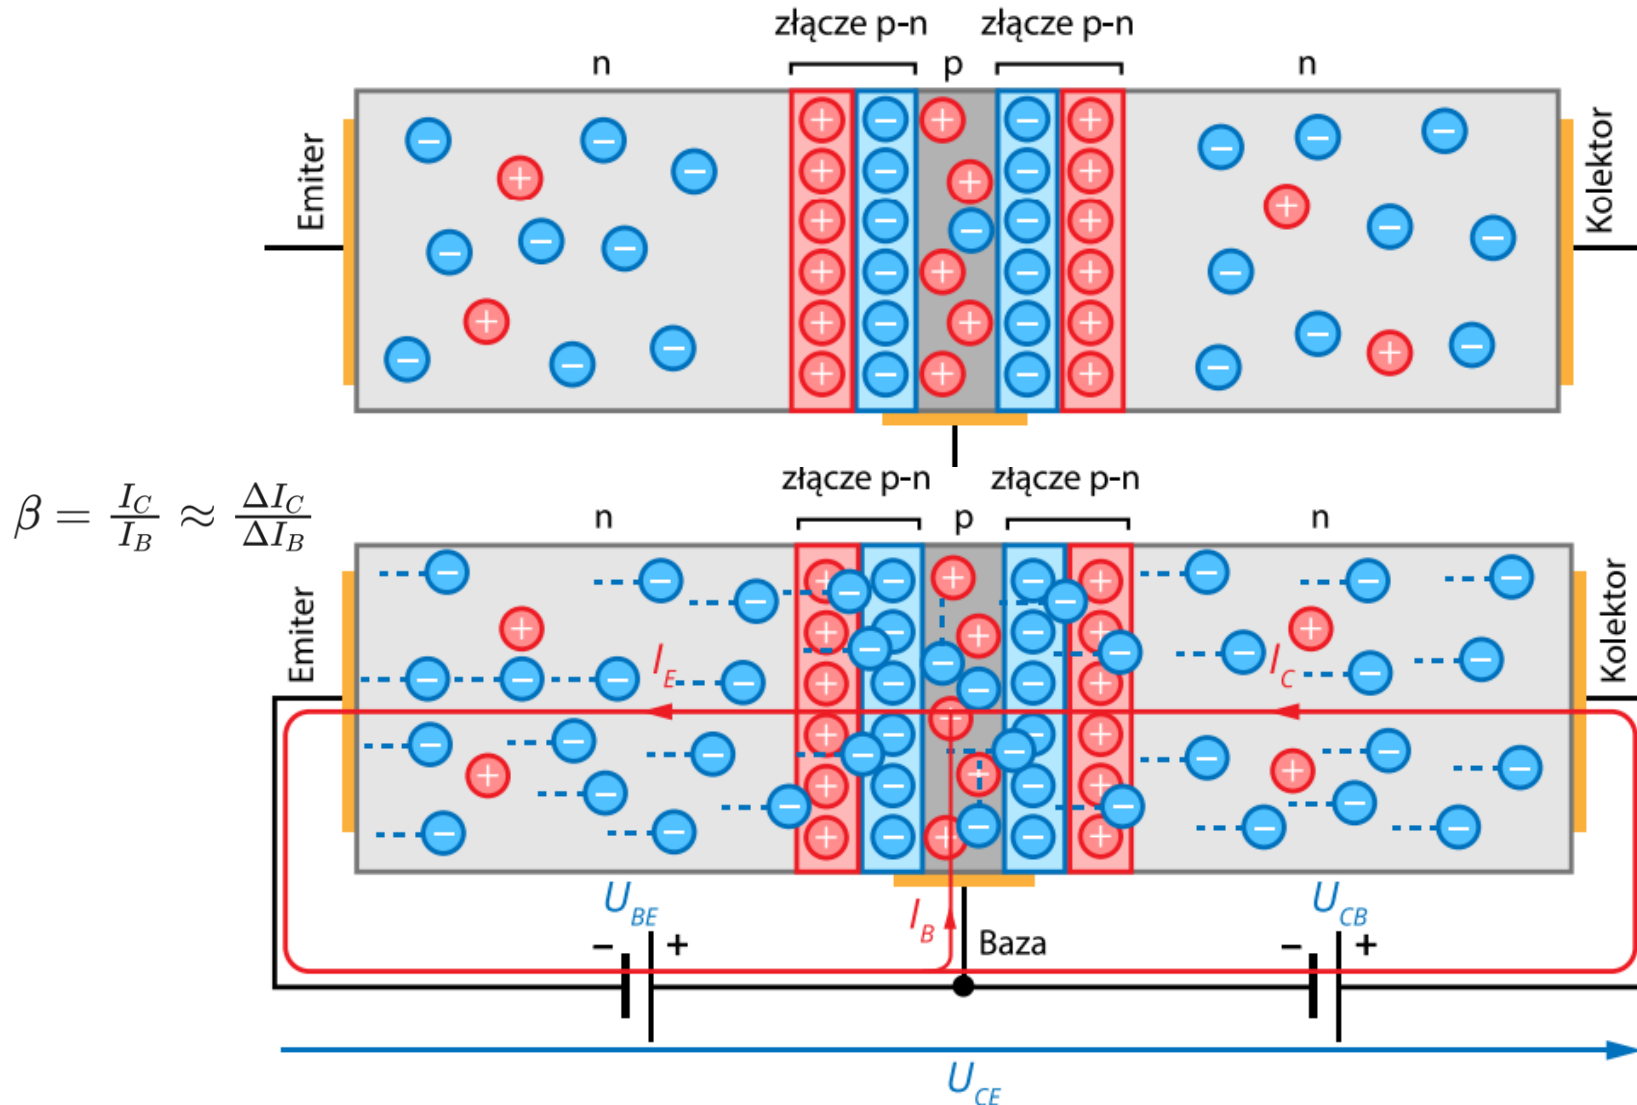 złącze p-n złącze p-n
n p n
Emiter
Kolektor
złącze p-n złącze p-n
β = I_C / I_B ≈ ΔI_C / ΔI_B
n p n
Emiter
Kolektor
I_E I_C
U_BE U_CB
I_B
Baza
- + - +
U_CE